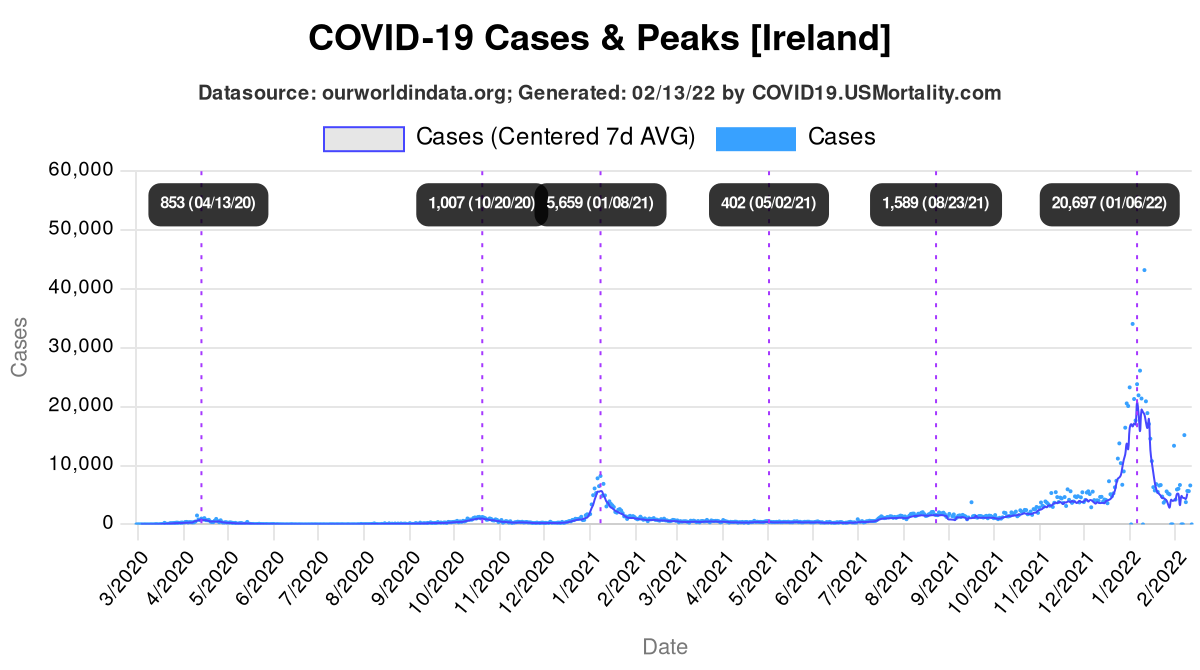 COVID-19 Cases & Peaks [Ireland]
Datasource: ourworldindata.org; Generated: 02/13/22 by COVID19.USMortality.com
Cases (Centered 7d AVG) Cases
60,000
853 (04/13/20) 1,007 (10/20/20) 5,659 (01/08/21) 402 (05/02/21) 1,589 (08/23/21) 20,697 (01/06/22)
50,000
40,000
30,000
20,000
10,000
0
Cases
3/2020 4/2020 5/2020 6/2020 7/2020 8/2020 9/2020 10/2020 11/2020 12/2020 1/2021 2/2021 3/2021 4/2021 5/2021 6/2021 7/2021 8/2021 9/2021 10/2021 11/2021 12/2021 1/2022 2/2022
Date